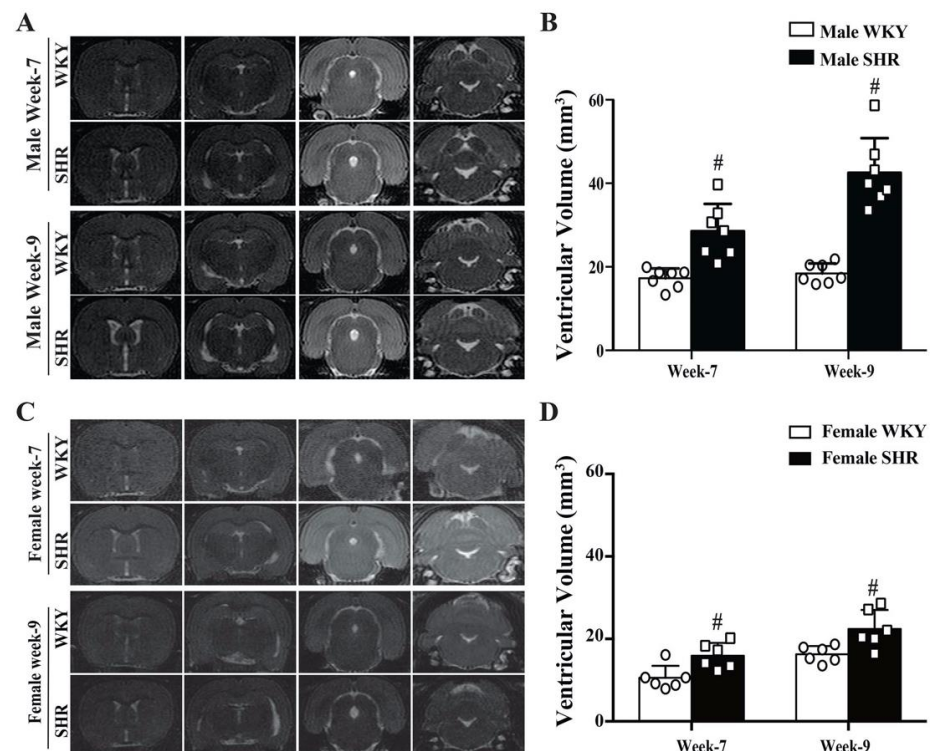 A
Male Week-7
WKY
SHR
Male Week-9
WKY
SHR
B
Male WKY
Male SHR
Ventricular Volume (mm³)
60
40
20
0
#
#
Week-7
Week-9
C
Female week-7
WKY
SHR
Female week-9
WKY
SHR
D
Female WKY
Female SHR
Ventricular Volume (mm³)
60
40
20
0
#
#
Week-7
Week-9